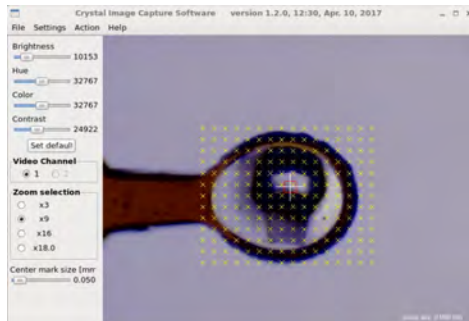 Crystal Image Capture Software version 1.2.0, 12:30, Apr. 10, 2017
File Settings Action Help
Brightness
10153
Hue
32767
Color
32767
Contrast
24922
Set defaul
Video Channel
1 2
Zoom selection
x3
x9
x16
x18.0
Center mark size (mm
0.050